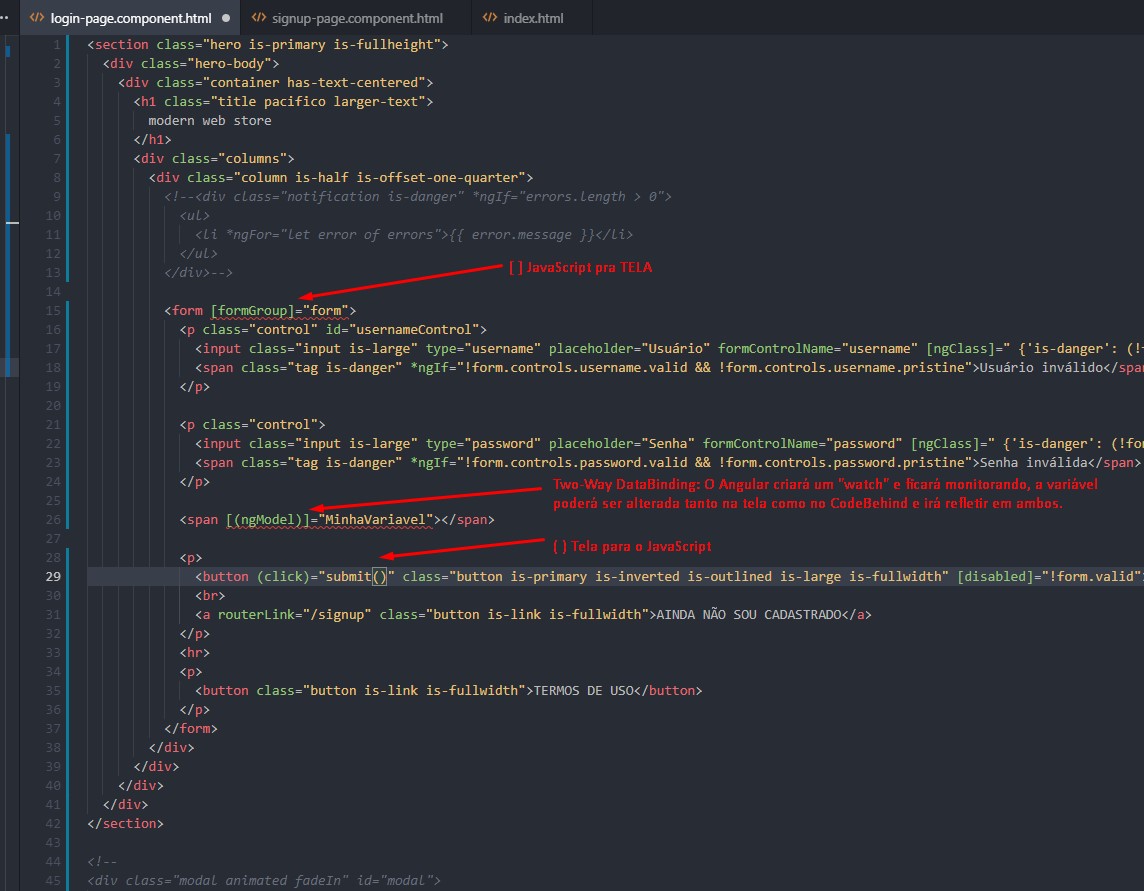 login-page.component.html
signup-page.component.html
index.html
1 <section class="hero is-primary is-fullheight">
2 <div class="hero-body">
3 <div class="container has-text-centered">
4 <h1 class="title pacifico larger-text">
5 modern web store
6 </h1>
7 <div class="columns">
8 <div class="column is-half is-offset-one-quarter">
9 <!--<div class="notification is-danger" *ngIf="errors.length > 0">
10 <ul>
11 <li *ngFor="let error of errors">{{ error.message }}</li>
12 </ul>
13 </div>-->
[ ] JavaScript pra TELA
14
15 <form [formGroup]="form">
16 <p class="control" id="usernameControl">
17 <input class="input is-large" type="username" placeholder="Usuário" formControlName="username" [ngClass]=" {'is-danger': (!
18 <span class="tag is-danger" *ngIf="!form.controls.username.valid && !form.controls.username.pristine">Usuário inválido</spa
19 </p>
20
21 <p class="control">
22 <input class="input is-large" type="password" placeholder="Senha" formControlName="password" [ngClass]=" {'is-danger': (!fo
23 <span class="tag is-danger" *ngIf="!form.controls.password.valid && !form.controls.password.pristine">Senha inválida</span>
24 </p>
Two-Way DataBinding: O Angular criará um "watch" e ficará monitorando, a variável
25
poderá ser alterada tanto na tela como no CodeBehind e irá refletir em ambos.
26 <span [(ngModel)]="MinhaVariavel"></span>
27
( ) Tela para o JavaScript
28 <p>
29 <button (click)="submit()" class="button is-primary is-inverted is-outlined is-large is-fullwidth" [disabled]="!form.valid"
30 <br>
31 <a routerLink="/signup" class="button is-link is-fullwidth">AINDA NÃO SOU CADASTRADO</a>
32 </p>
33 <hr>
34 <p>
35 <button class="button is-link is-fullwidth">TERMOS DE USO</button>
36 </p>
37 </form>
38 </div>
39 </div>
40 </div>
41 </div>
42 </section>
43
44 <!--
45 <div class="modal animated fadeIn" id="modal">